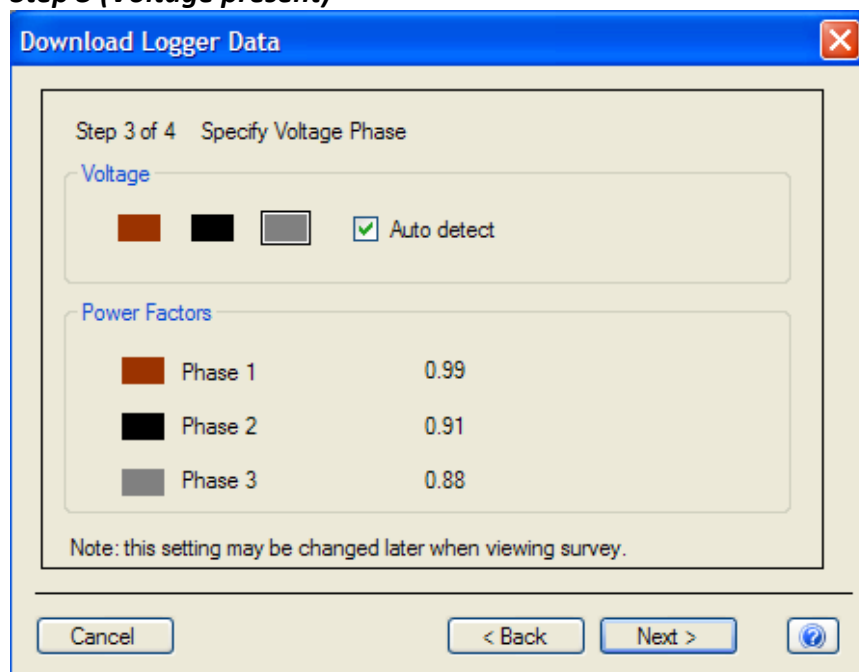 Step 3 (Voltage present)
Download Logger Data
Step 3 of 4 Specify Voltage Phase
Voltage
Auto detect
Power Factors
Phase 1 0.99
Phase 2 0.91
Phase 3 0.88
Note: this setting may be changed later when viewing survey.
Cancel < Back Next > ?